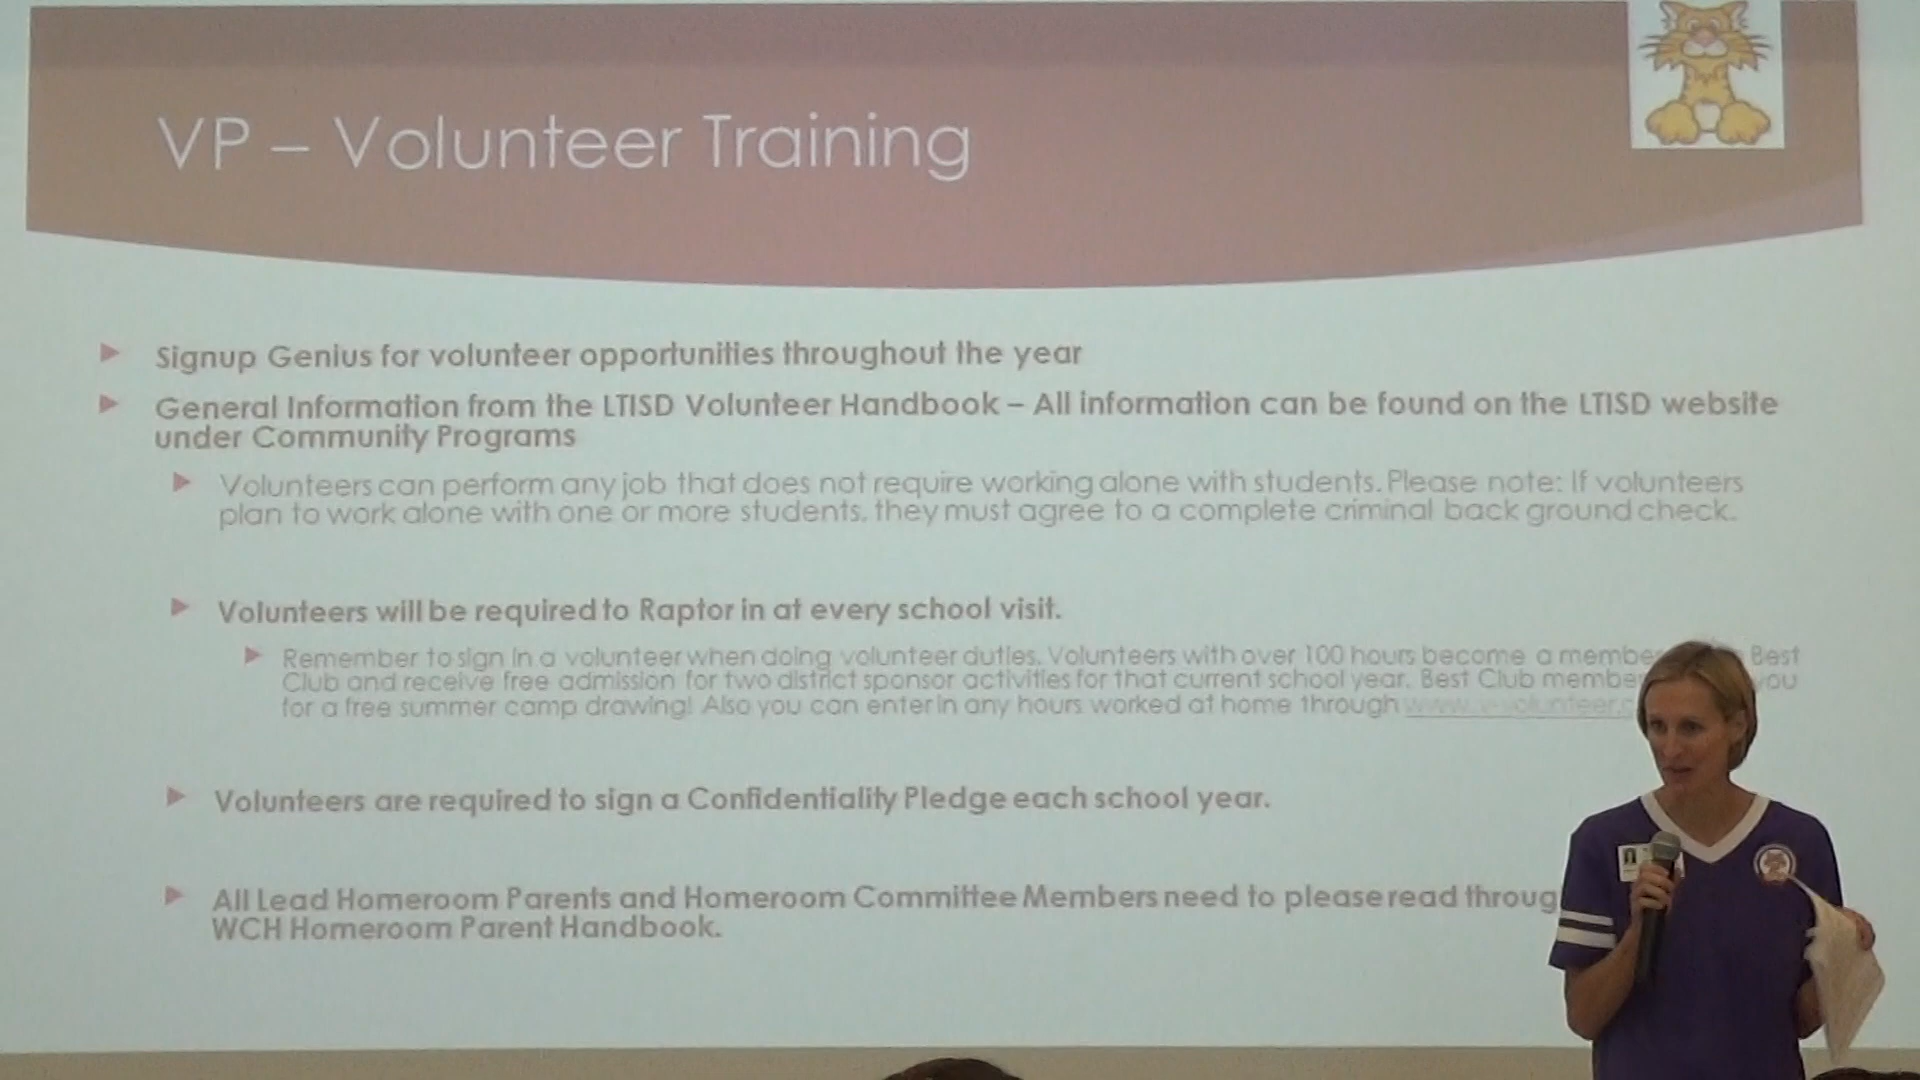 VP – Volunteer Training
Signup Genius for volunteer opportunities throughout the year
General Information from the LTISD Volunteer Handbook – All information can be found on the LTISD website
under Community Programs
Volunteers can perform any job that does not require working alone with students. Please note: If volunteers
plan to work alone with one or more students, they must agree to a complete criminal back ground check.
Volunteers will be required to Raptor in at every school visit.
Remember to sign in a volunteer when doing volunteer duties. Volunteers with over 100 hours become a Best
Club and receive free admission for two district sponsor activities for that current school year. Best Club you
for a free summer camp drawing! Also you can enter in any hours worked at home through
Volunteers are required to sign a Confidentiality Pledge each school year.
All Lead Homeroom Parents and Homeroom Committee Members need to please read
WCH Homeroom Parent Handbook.